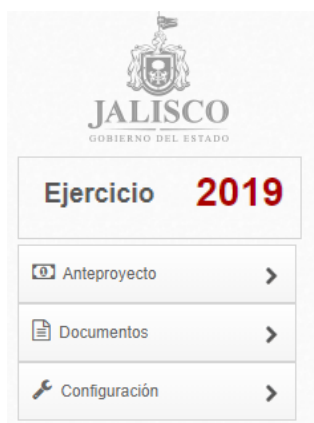 JALISCO
GOBIERNO DEL ESTADO
Ejercicio 2019
Anteproyecto
Documentos
Configuración